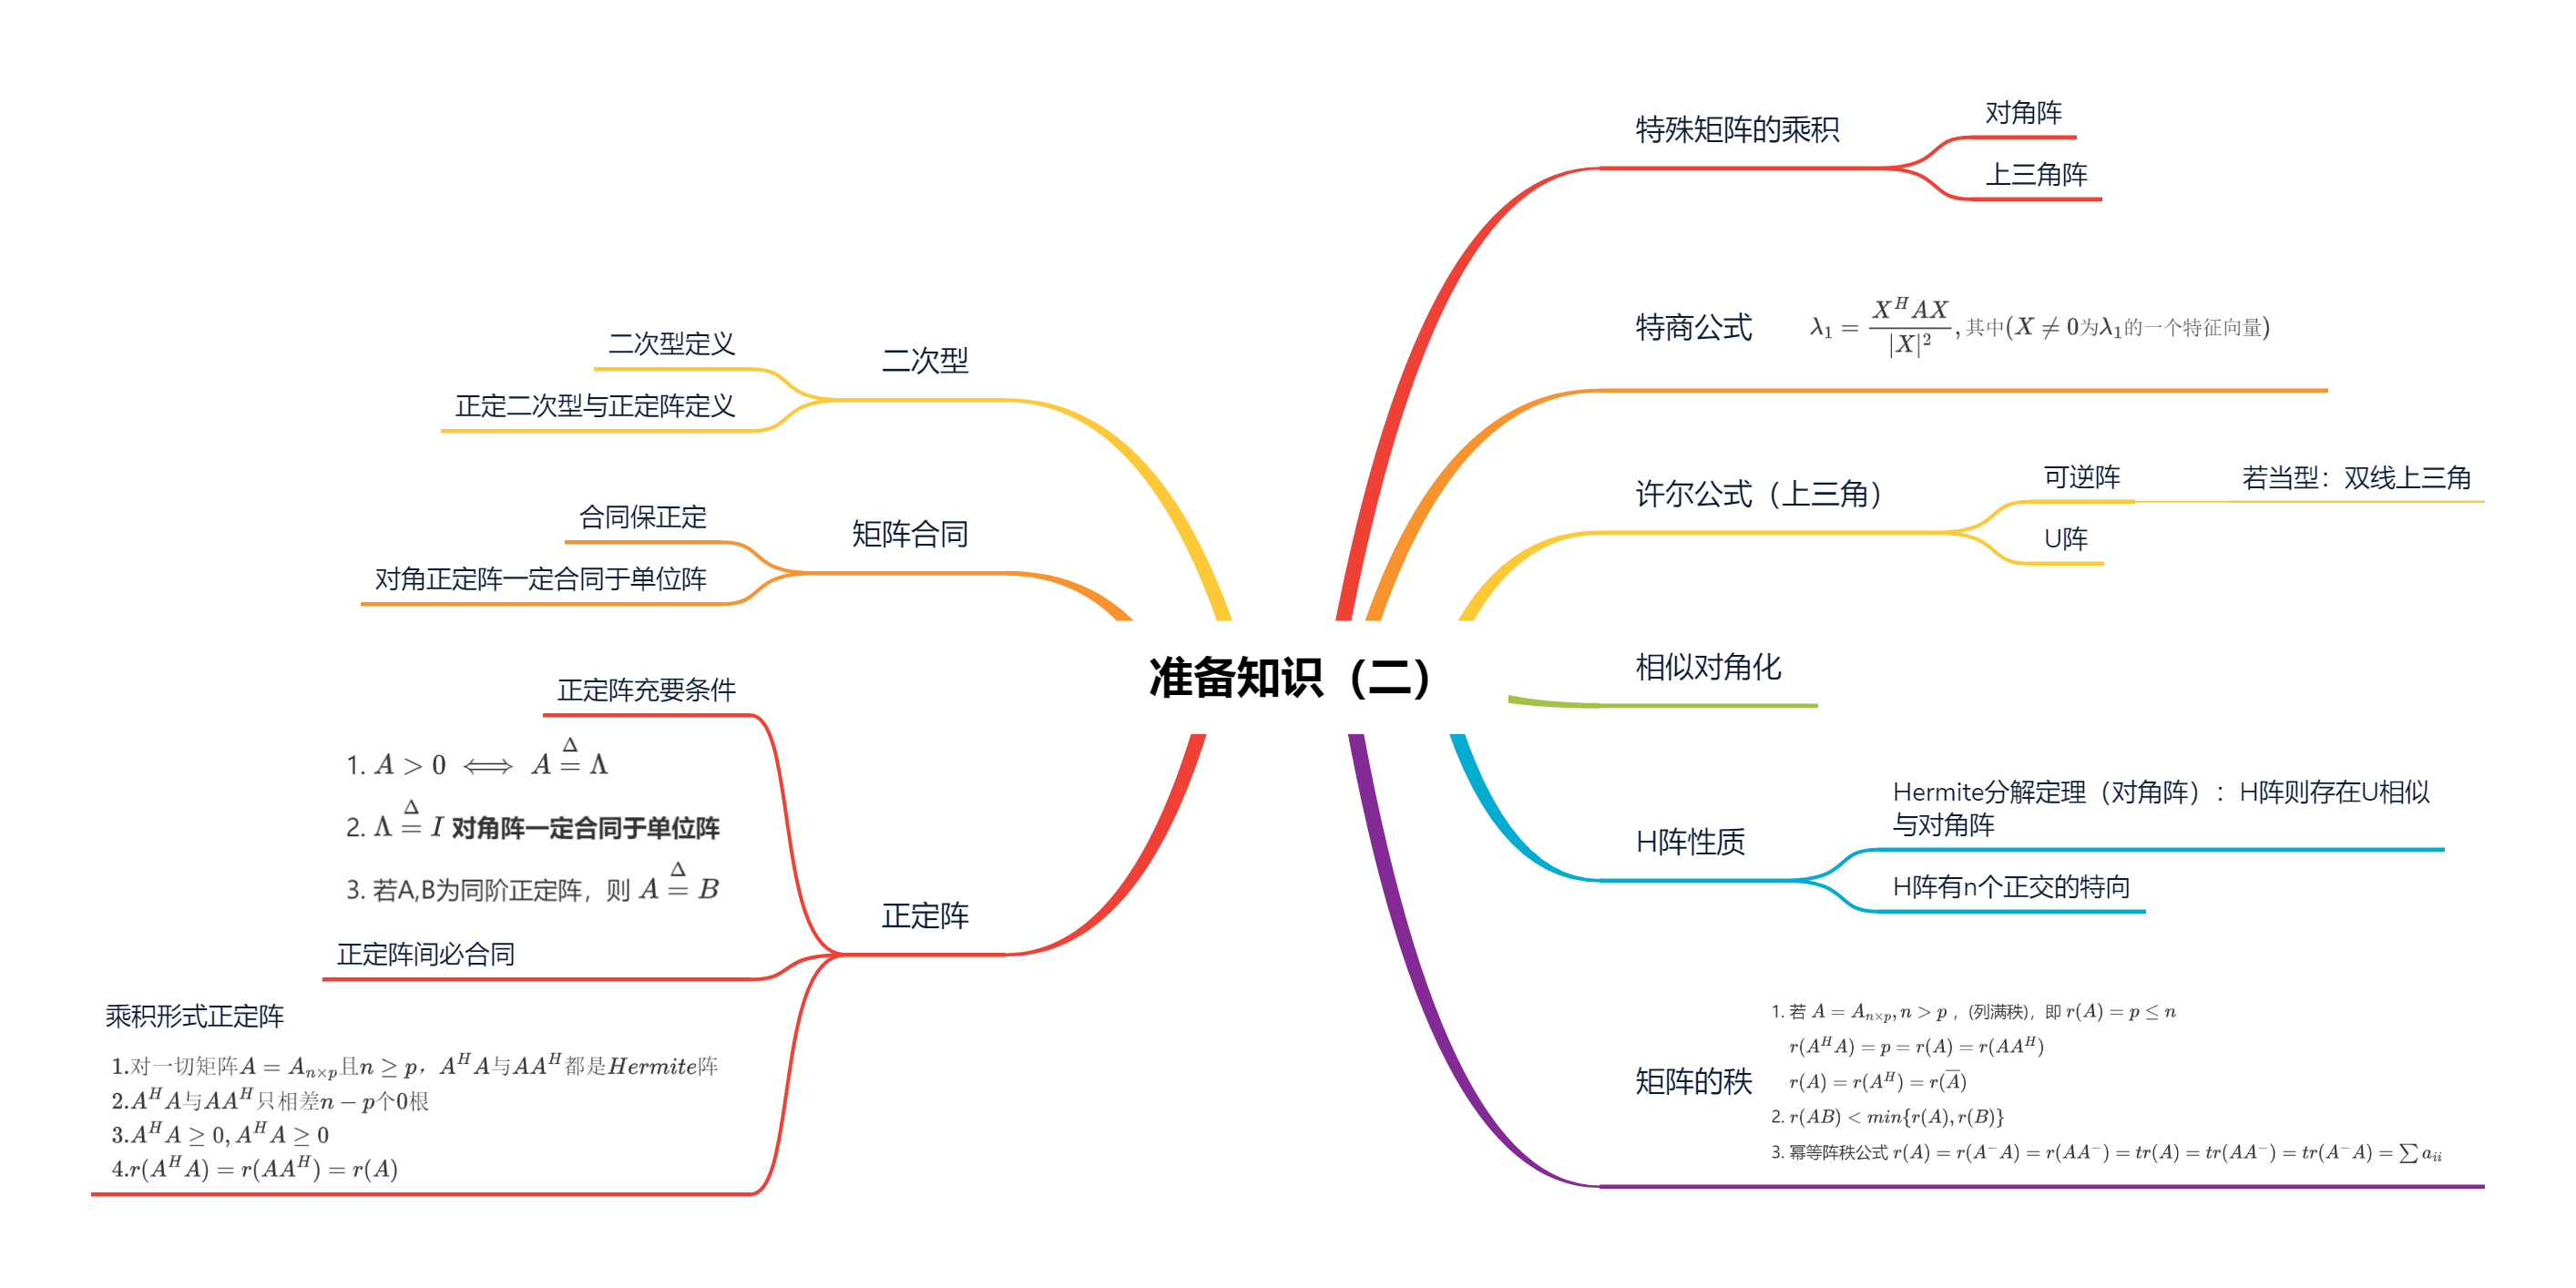 准备知识（二）
特殊矩阵的乘积
对角阵
上三角阵
特商公式
$\lambda_1 = \frac{X^H A X}{|X|^2}$, 其中($X \neq 0$为$\lambda_1$的一个特征向量)
许尔公式（上三角）
可逆阵
若当型：双线上三角
U阵
相似对角化
H阵性质
Hermite分解定理（对角阵）：H阵则存在U相似
与对角阵
H阵有n个正交的特向
矩阵的秩
1. 若 $A = A_{n \times p}, n > p$ ，(列满秩)，即 $r(A) = p \leq n$
$r(A^H A) = p = r(A) = r(AA^H)$
$r(A) = r(A^H) = r(\overline{A})$
2. $r(AB) < min\{r(A), r(B)\}$
3. 幂等阵秩公式 $r(A) = r(A^- A) = r(AA^-) = tr(A) = tr(AA^-) = tr(A^- A) = \sum a_{ii}$
二次型
二次型定义
正定二次型与正定阵定义
矩阵合同
合同保正定
对角正定阵一定合同于单位阵
正定阵
正定阵充要条件
1. $A > 0 \iff A \overset{\Delta}{=} \Lambda$
2. $\Lambda \overset{\Delta}{=} I$ 对角阵一定合同于单位阵
3. 若A,B为同阶正定阵，则 $A \overset{\Delta}{=} B$
正定阵间必合同
乘积形式正定阵
1.对一切矩阵$A = A_{n \times p}$且$n \geq p$，$A^H A$与$AA^H$都是$Hermite$阵
2.$A^H A$与$AA^H$只相差$n - p$个0根
3.$A^H A \geq 0, A^H A \geq 0$
4.$r(A^H A) = r(AA^H) = r(A)$